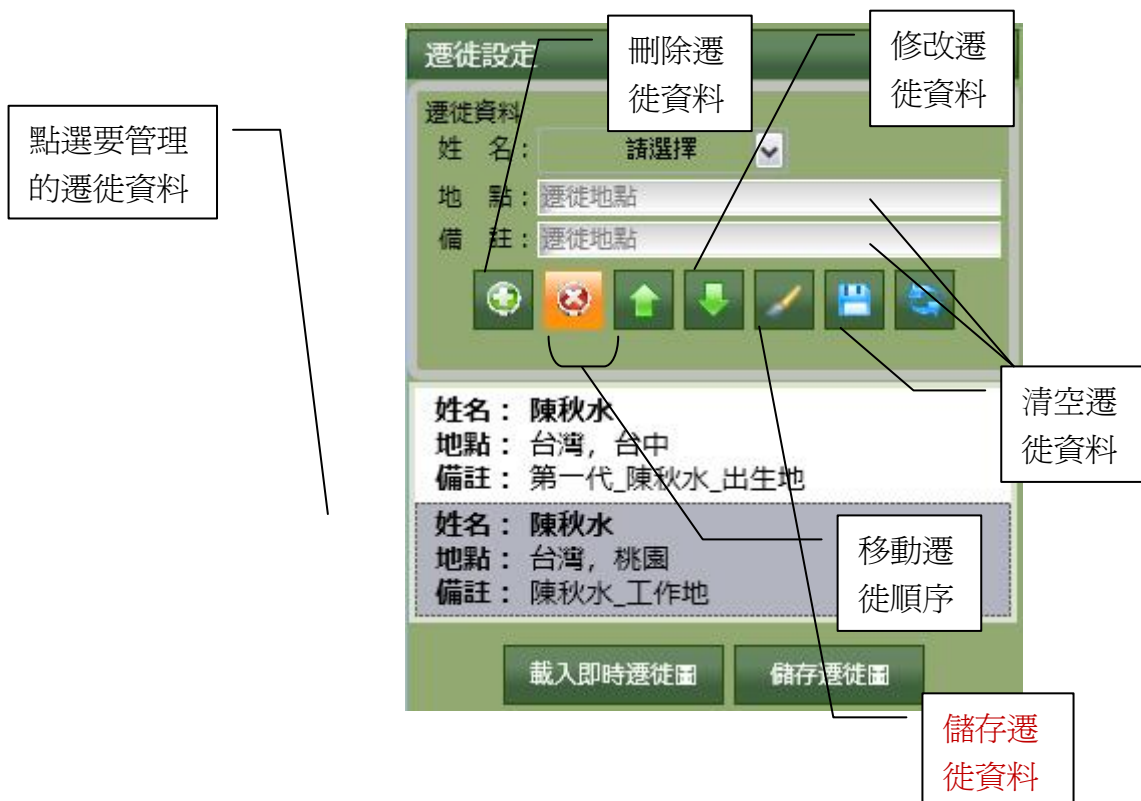 遷徙設定
刪除遷
徙資料
修改遷
徙資料
點選要管理
的遷徙資料
遷徙資料
姓 名： 請選擇
地 點：遷徙地點
備 註：遷徙地點
清空遷
徙資料
姓名： 陳秋水
地點： 台灣，台中
備註： 第一代_陳秋水_出生地
姓名： 陳秋水
地點： 台灣，桃園
備註： 陳秋水_工作地
移動遷
徙順序
載入即時遷徙圖
儲存遷徙圖
儲存遷
徙資料